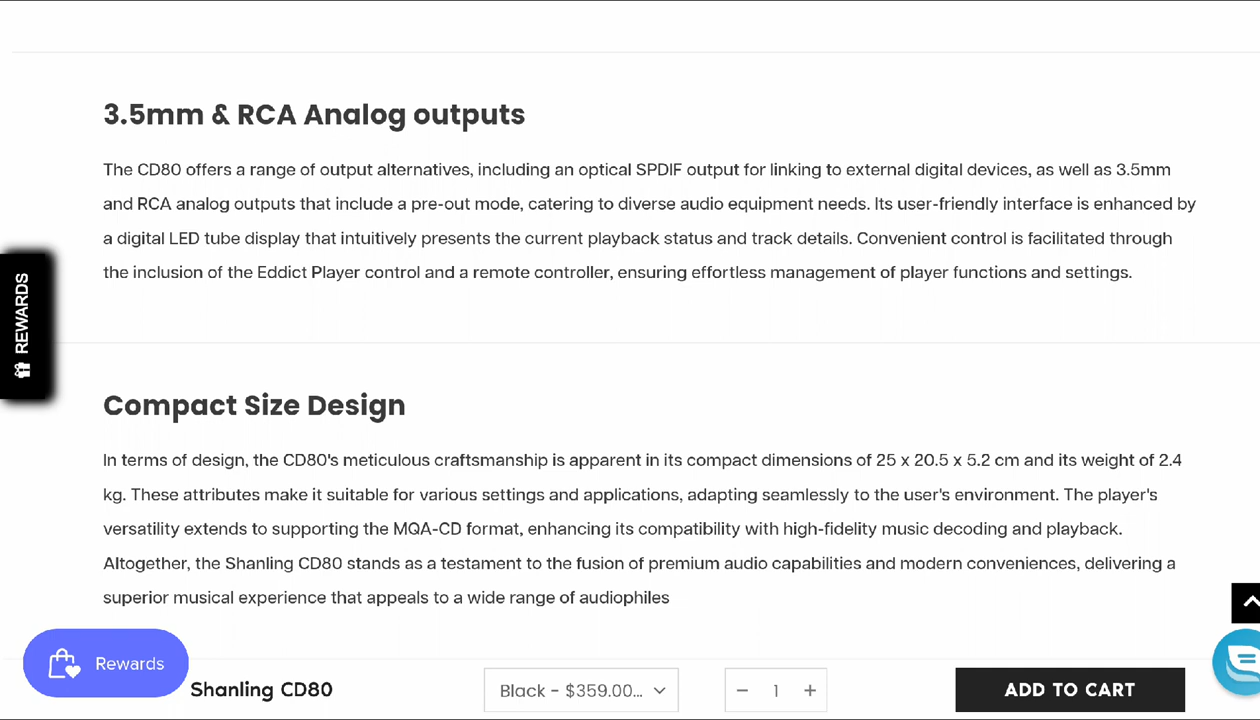 3.5mm & RCA Analog outputs
The CD80 offers a range of output alternatives, including an optical SPDIF output for linking to external digital devices, as well as 3.5mm
and RCA analog outputs that include a pre-out mode, catering to diverse audio equipment needs. Its user-friendly interface is enhanced by
a digital LED tube display that intuitively presents the current playback status and track details. Convenient control is facilitated through
the inclusion of the Eddict Player control and a remote controller, ensuring effortless management of player functions and settings.
REWARDS
Compact Size Design
In terms of design, the CD80's meticulous craftsmanship is apparent in its compact dimensions of 25 x 20.5 x 5.2 cm and its weight of 2.4
kg. These attributes make it suitable for various settings and applications, adapting seamlessly to the user's environment. The player's
versatility extends to supporting the MQA-CD format, enhancing its compatibility with high-fidelity music decoding and playback.
Altogether, the Shanling CD80 stands as a testament to the fusion of premium audio capabilities and modern conveniences, delivering a
superior musical experience that appeals to a wide range of audiophiles
Rewards
Shanling CD80
Black - $359.00...
− 1 +
ADD TO CART